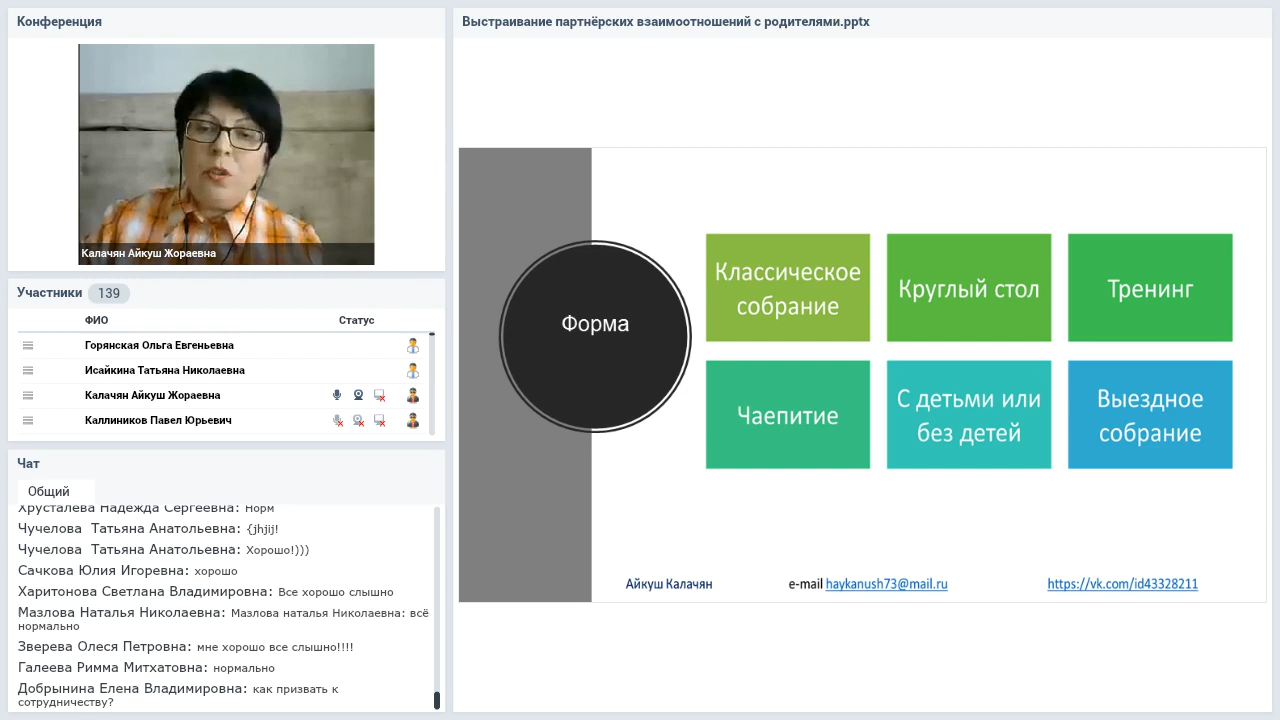 Конференция
Калачян Айкуш Жораевна
Участники 139
ФИО Статус
Горянская Ольга Евгеньевна
Исайкина Татьяна Николаевна
Калачян Айкуш Жораевна
Каллиников Павел Юрьевич
Чат
Общий
Хрусталева Надежда Сергеевна: Норм
Чучелова Татьяна Анатольевна: {jhjij!
Чучелова Татьяна Анатольевна: Хорошо!)))
Сачкова Юлия Игоревна: хорошо
Харитонова Светлана Владимировна: Все хорошо слышно
Мазлова Наталья Николаевна: Мазлова наталья Николаевна: всё
нормально
Зверева Олеся Петровна: мне хорошо все слышно!!!!
Галеева Римма Митхатовна: нормально
Добрынина Елена Владимировна: как призвать к
сотрудничеству?
Выстраивание партнёрских взаимоотношений с родителями.pptx
Форма
Классическое
собрание
Круглый стол
Тренинг
Чаепитие
С детьми или
без детей
Выездное
собрание
Айкуш Калачян e-mail haykanush73@mail.ru https://vk.com/id43328211